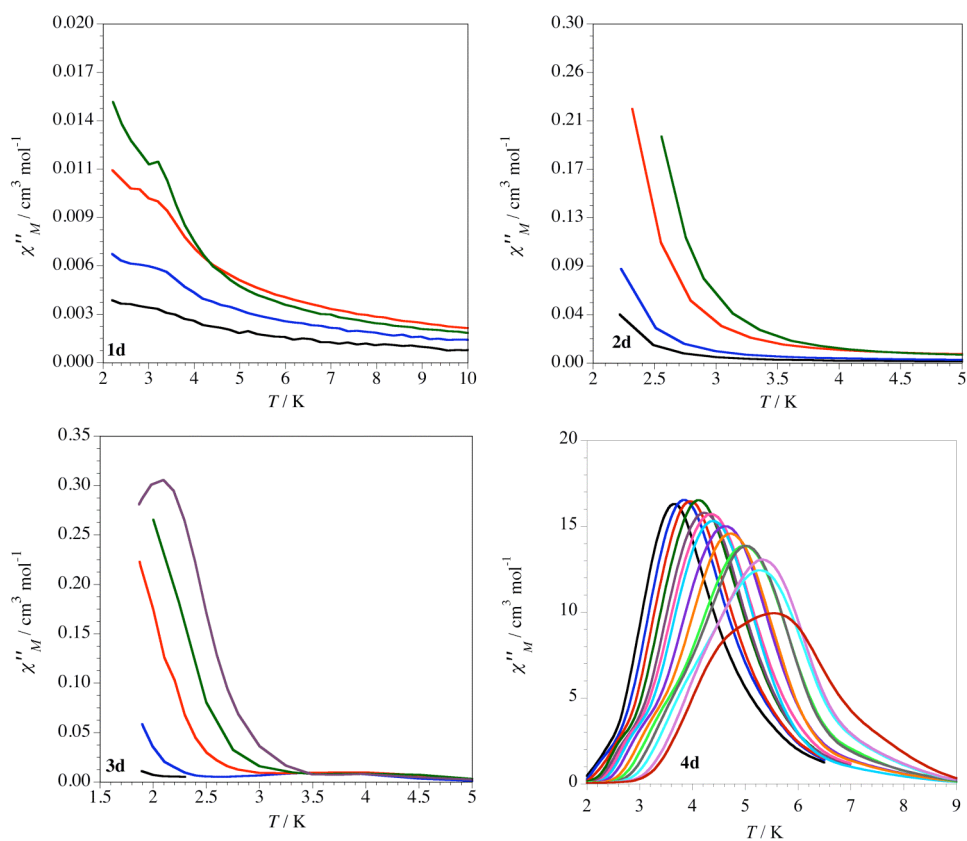 0.020
0.017
0.014
0.011
0.009
0.006
0.003
0.000
χ''M / cm3 mol-1
1d
2 3 4 5 6 7 8 9 10
T / K
0.30
0.26
0.21
0.17
0.13
0.09
0.04
0.00
χ''M / cm3 mol-1
2d
2 2.5 3 3.5 4 4.5 5
T / K
0.35
0.30
0.25
0.20
0.15
0.10
0.05
0.00
χ''M / cm3 mol-1
3d
1.5 2 2.5 3 3.5 4 4.5 5
T / K
20
15
10
5
0
χ''M / cm3 mol-1
4d
2 3 4 5 6 7 8 9
T / K